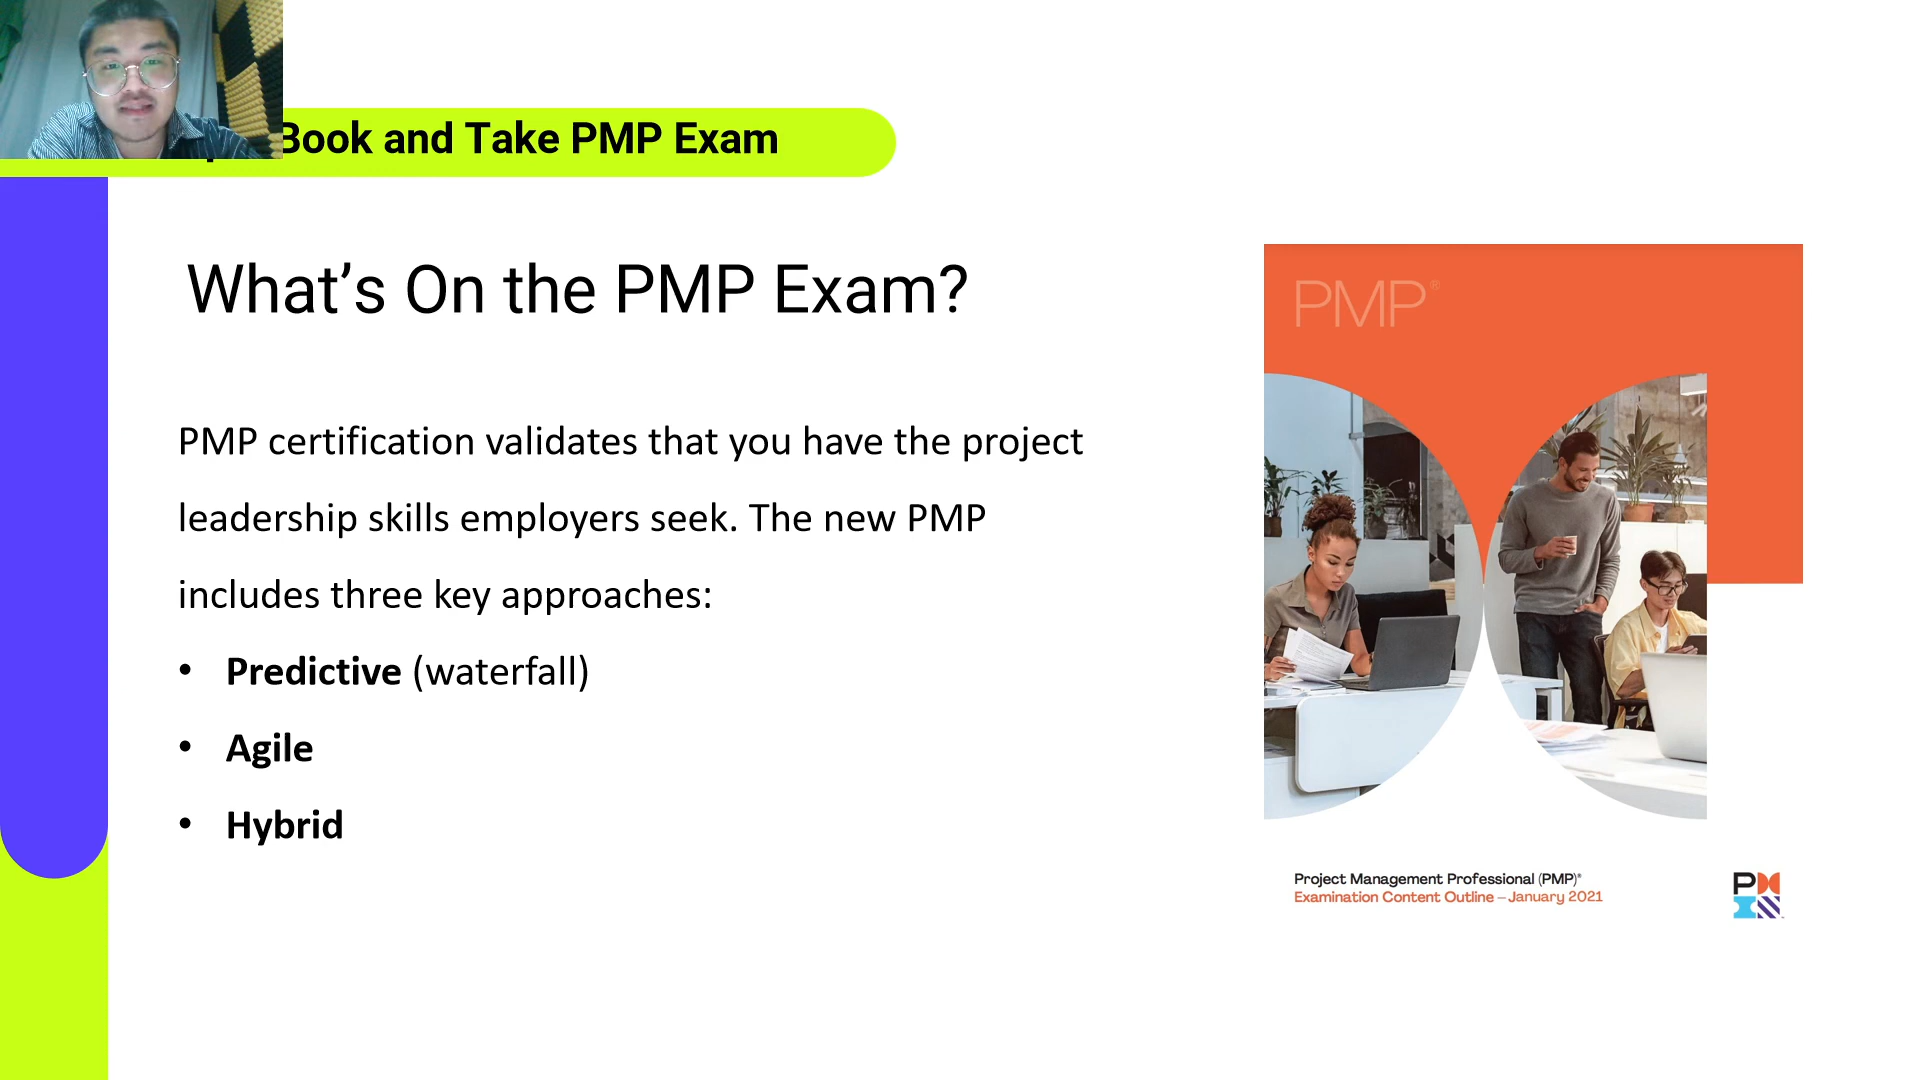 Book and Take PMP Exam
What’s On the PMP Exam?
PMP certification validates that you have the project
leadership skills employers seek. The new PMP
includes three key approaches:
• Predictive (waterfall)
• Agile
• Hybrid
PMP®
Project Management Professional (PMP)®
Examination Content Outline – January 2021